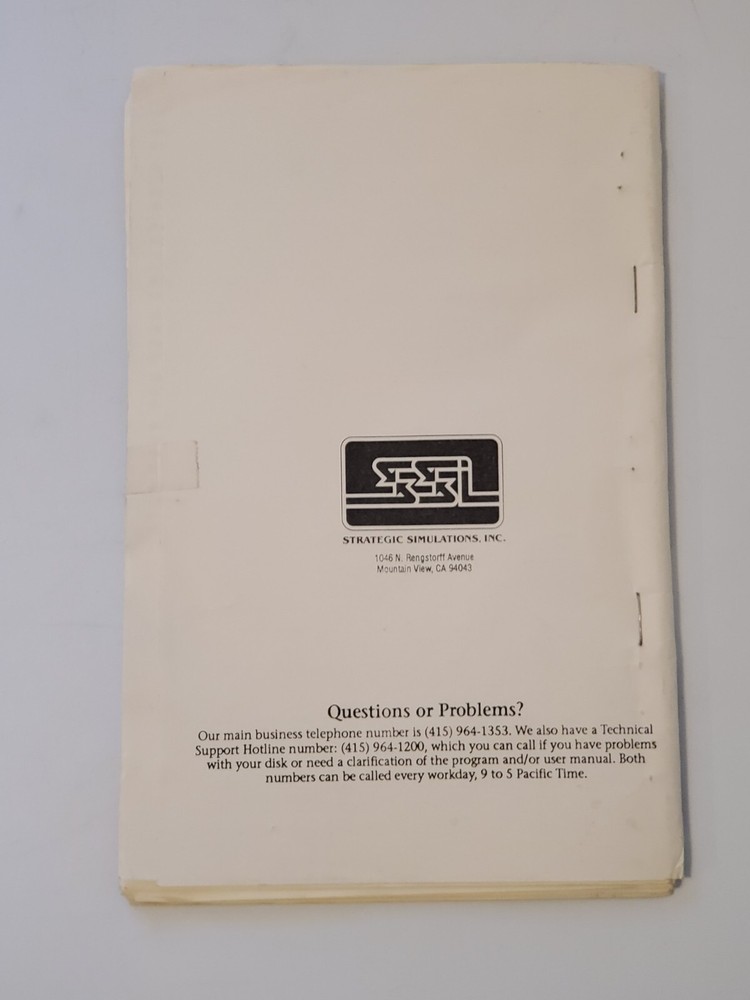 SSI
STRATEGIC SIMULATIONS, INC.
1046 N. Rengstorff Avenue
Mountain View, CA 94043
Questions or Problems?
Our main business telephone number is (415) 964-1353. We also have a Technical
Support Hotline number: (415) 964-1200, which you can call if you have problems
with your disk or need a clarification of the program and/or user manual. Both
numbers can be called every workday, 9 to 5 Pacific Time.